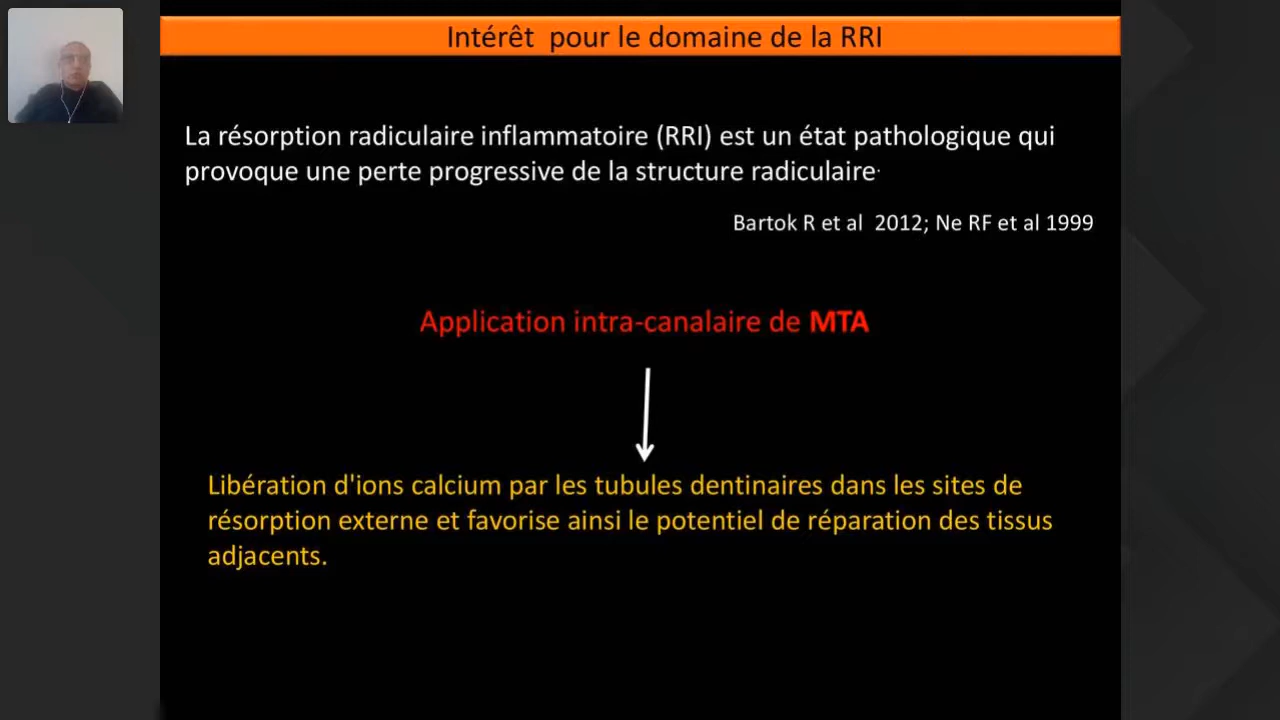 Intérêt pour le domaine de la RRI
La résorption radiculaire inflammatoire (RRI) est un état pathologique qui
provoque une perte progressive de la structure radiculaire.
Bartok R et al 2012; Ne RF et al 1999
Application intra-canalaire de MTA
Libération d'ions calcium par les tubules dentinaires dans les sites de
résorption externe et favorise ainsi le potentiel de réparation des tissus
adjacents.